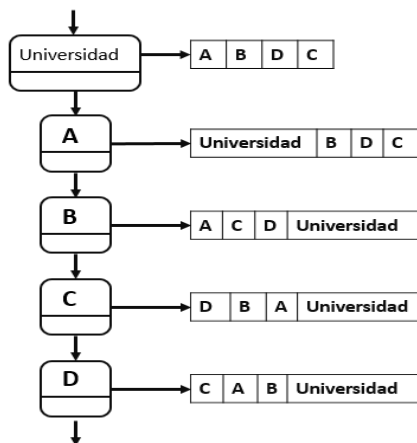 Universidad A B D C
A Universidad B D C
B A C D Universidad
C D B A Universidad
D C A B Universidad